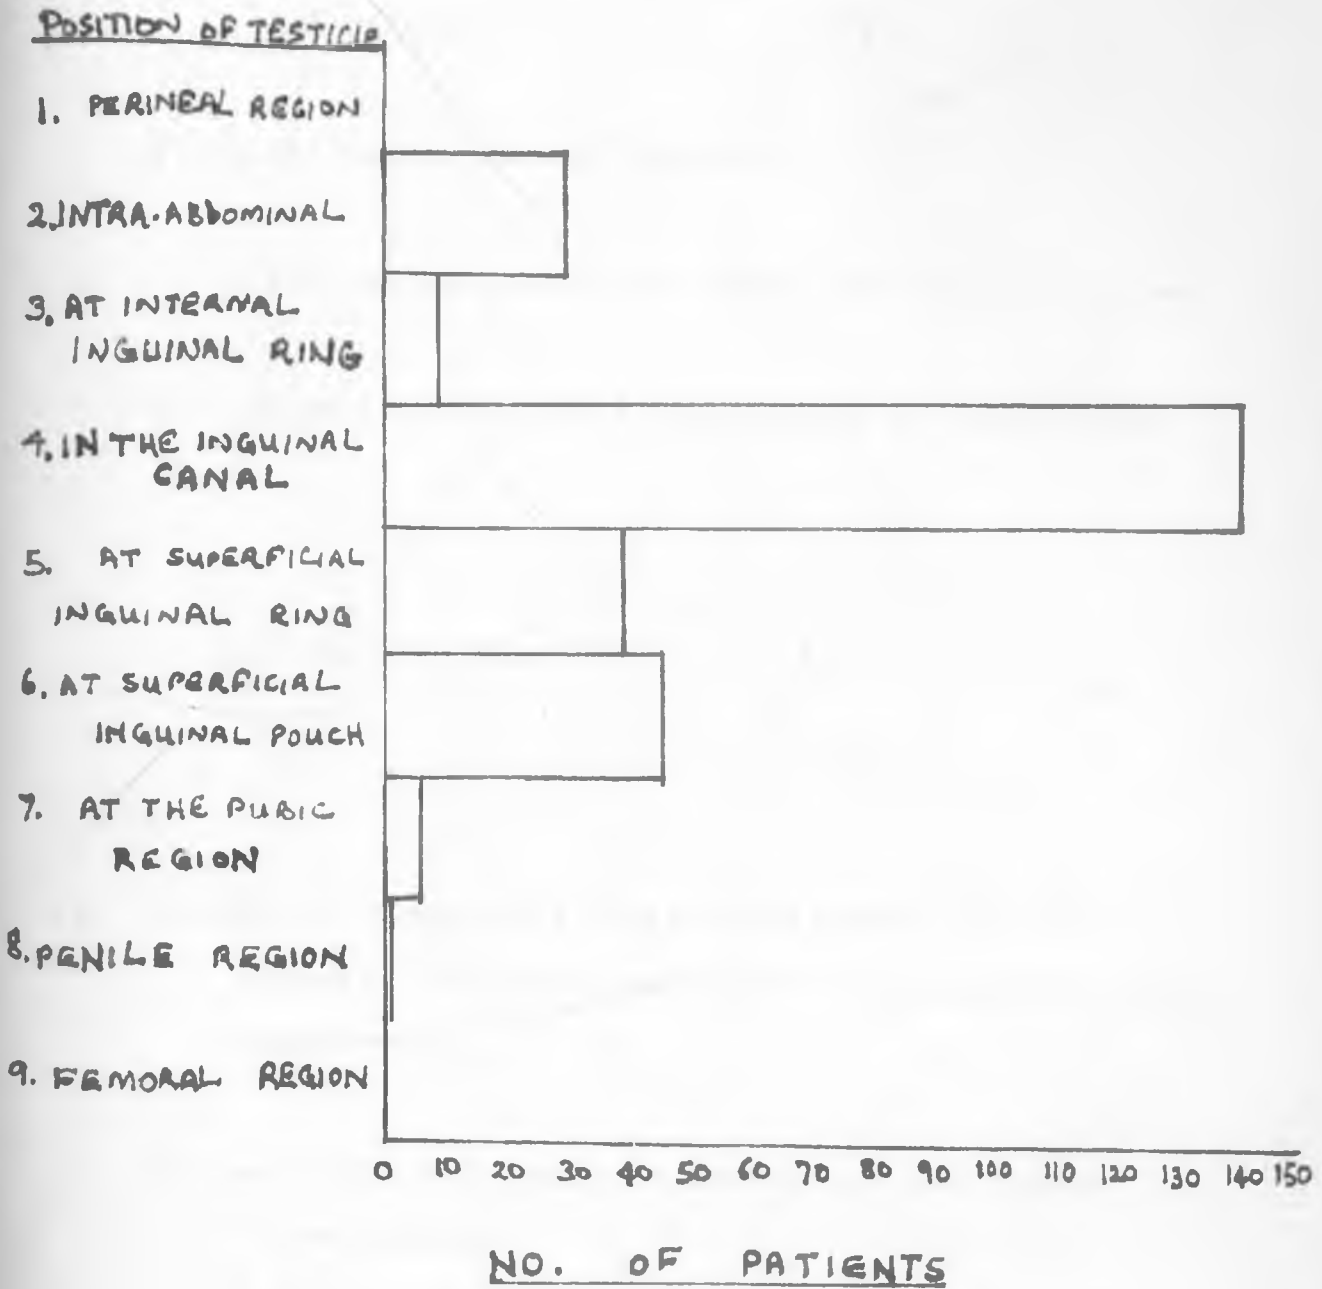 POSITION OF TESTICLE
1. PERINEAL REGION
2. INTRA-ABDOMINAL
3. AT INTERNAL
INGUINAL RING
4. IN THE INGUINAL
CANAL
5. AT SUPERFICIAL
INGUINAL RING
6. AT SUPERFICIAL
INGUINAL POUCH
7. AT THE PUBIC
REGION
8. PENILE REGION
9. FEMORAL REGION
0 10 20 30 40 50 60 70 80 90 100 110 120 130 140 150
NO. OF PATIENTS